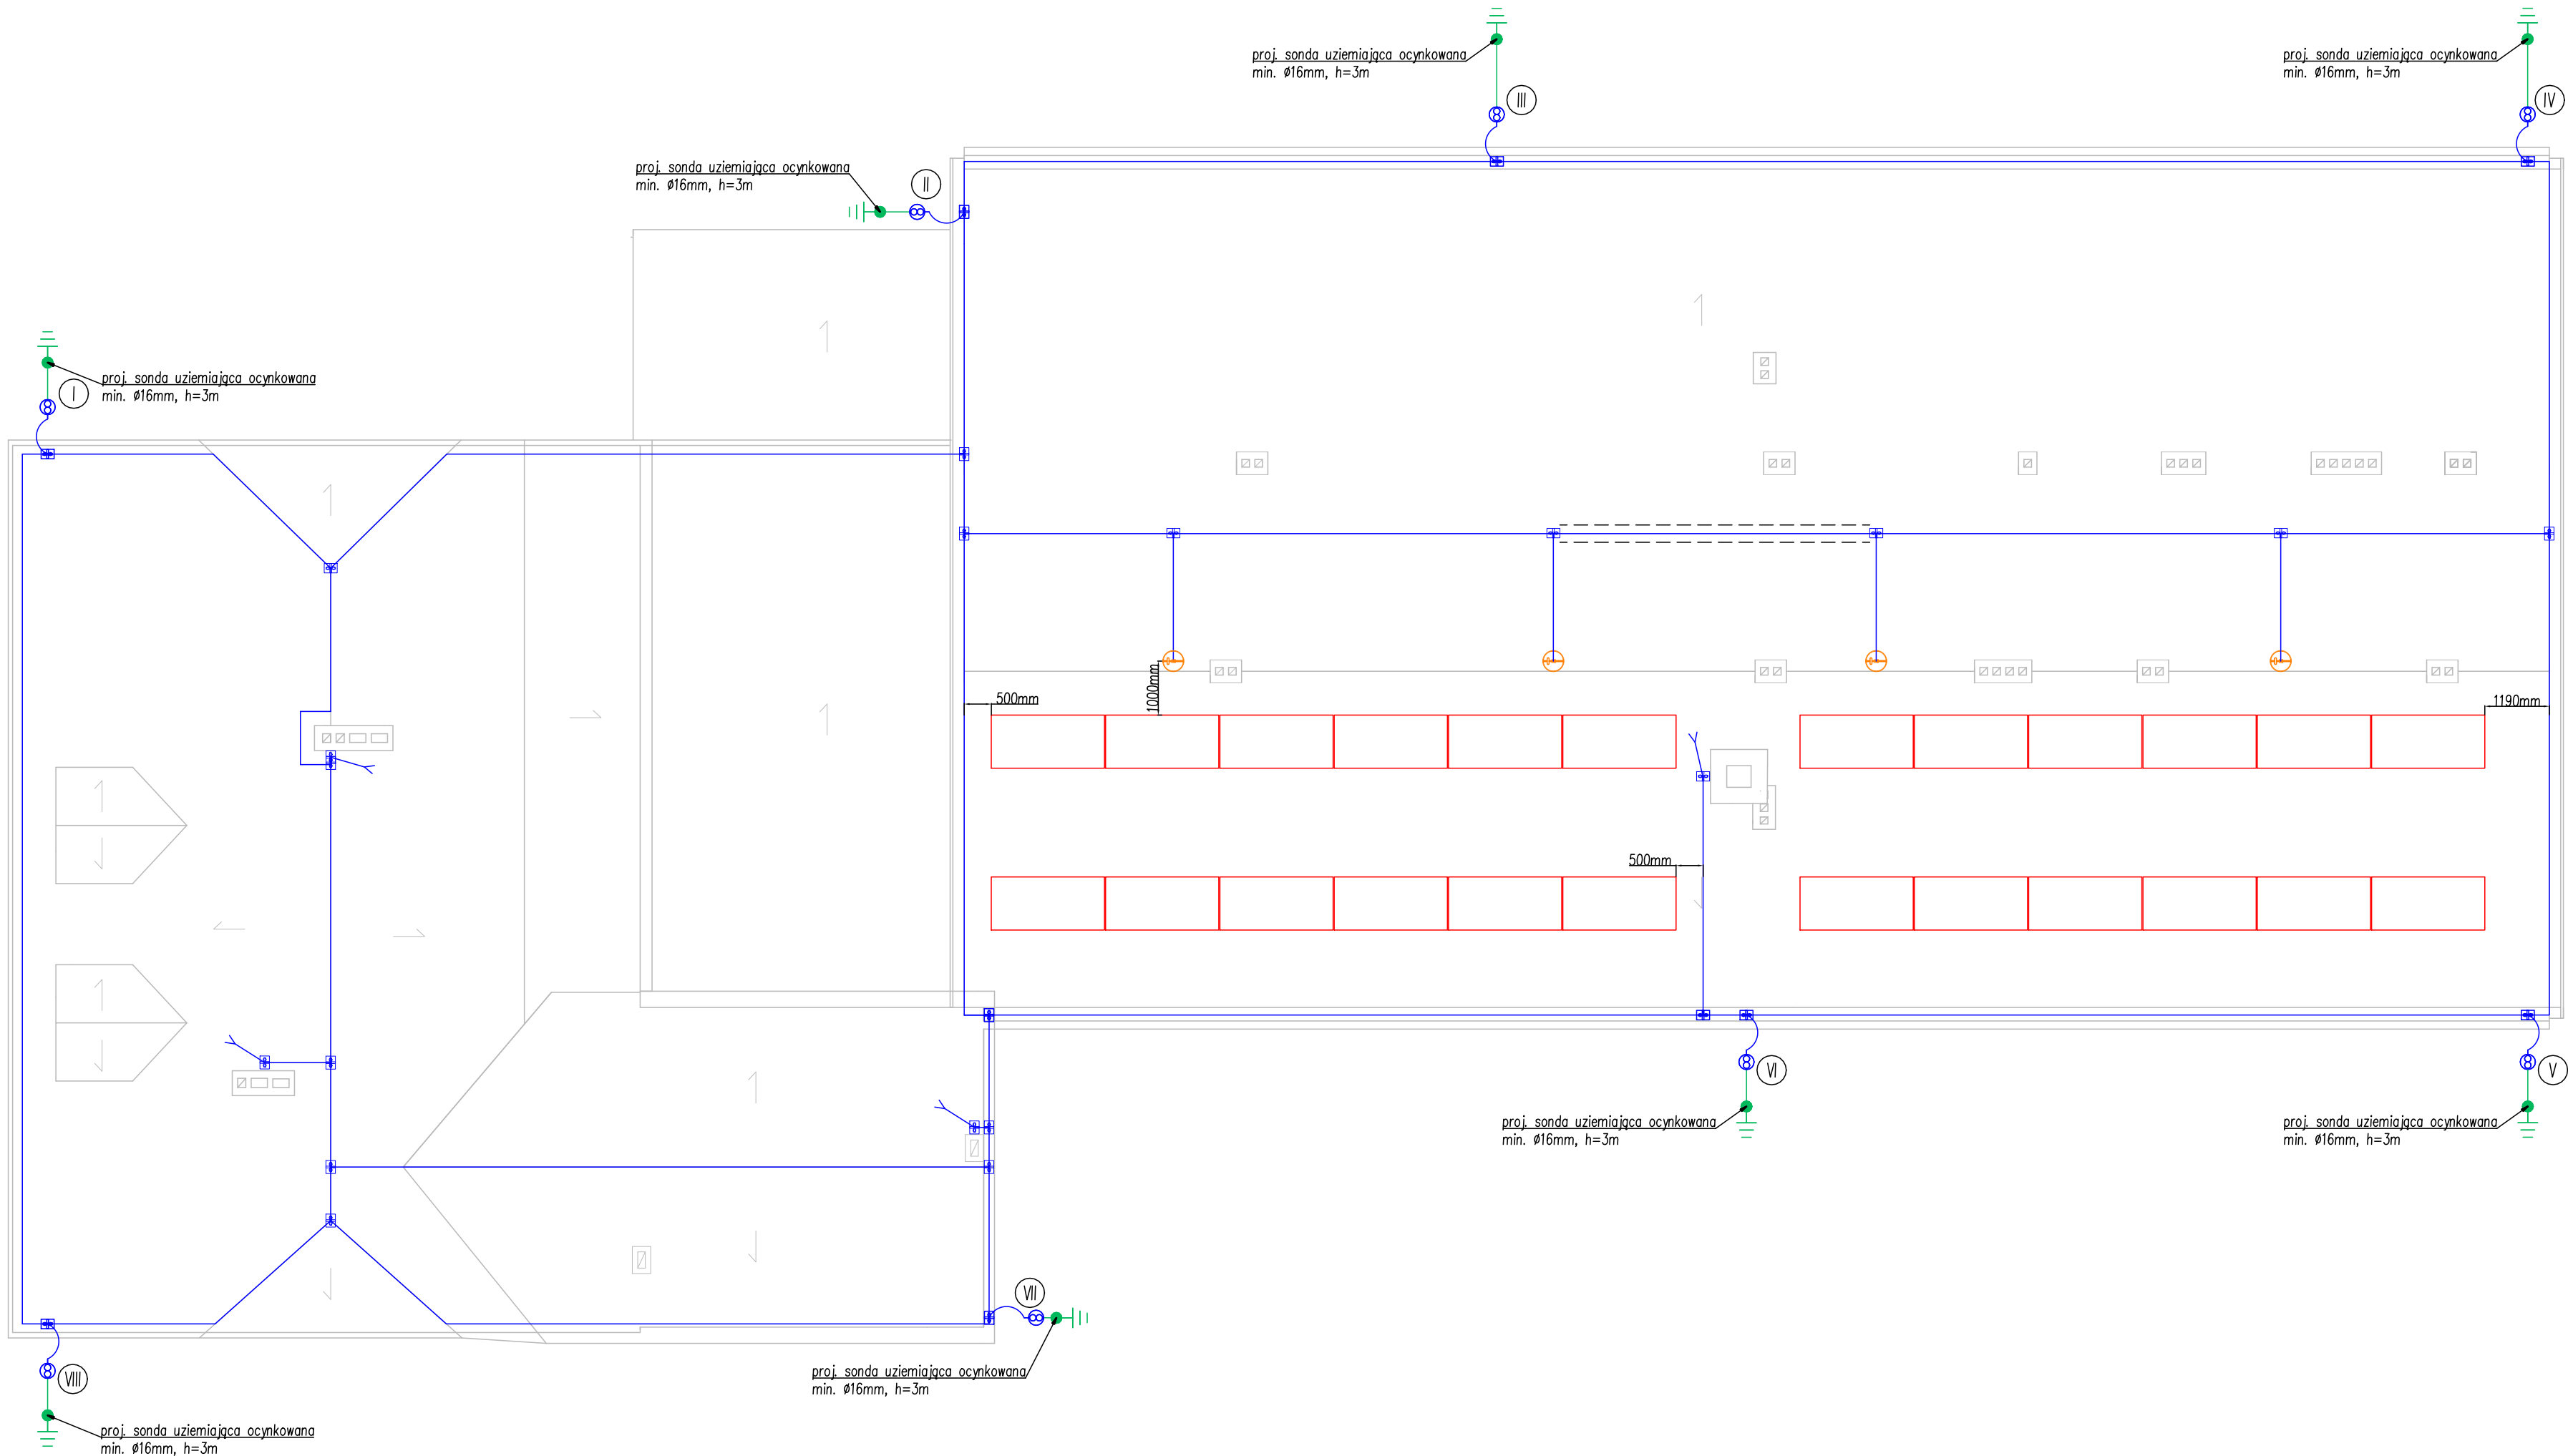 proj. sonda uziemiająca ocynkowana
min. Ø16mm, h=3m
III
proj. sonda uziemiająca ocynkowana
min. Ø16mm, h=3m
IV
proj. sonda uziemiająca ocynkowana
min. Ø16mm, h=3m
II
proj. sonda uziemiająca ocynkowana
min. Ø16mm, h=3m
I
500mm
1000mm
1190mm
500mm
proj. sonda uziemiająca ocynkowana
min. Ø16mm, h=3m
VI
proj. sonda uziemiająca ocynkowana
min. Ø16mm, h=3m
V
VII
proj. sonda uziemiająca ocynkowana
min. Ø16mm, h=3m
VIII
proj. sonda uziemiająca ocynkowana
min. Ø16mm, h=3m